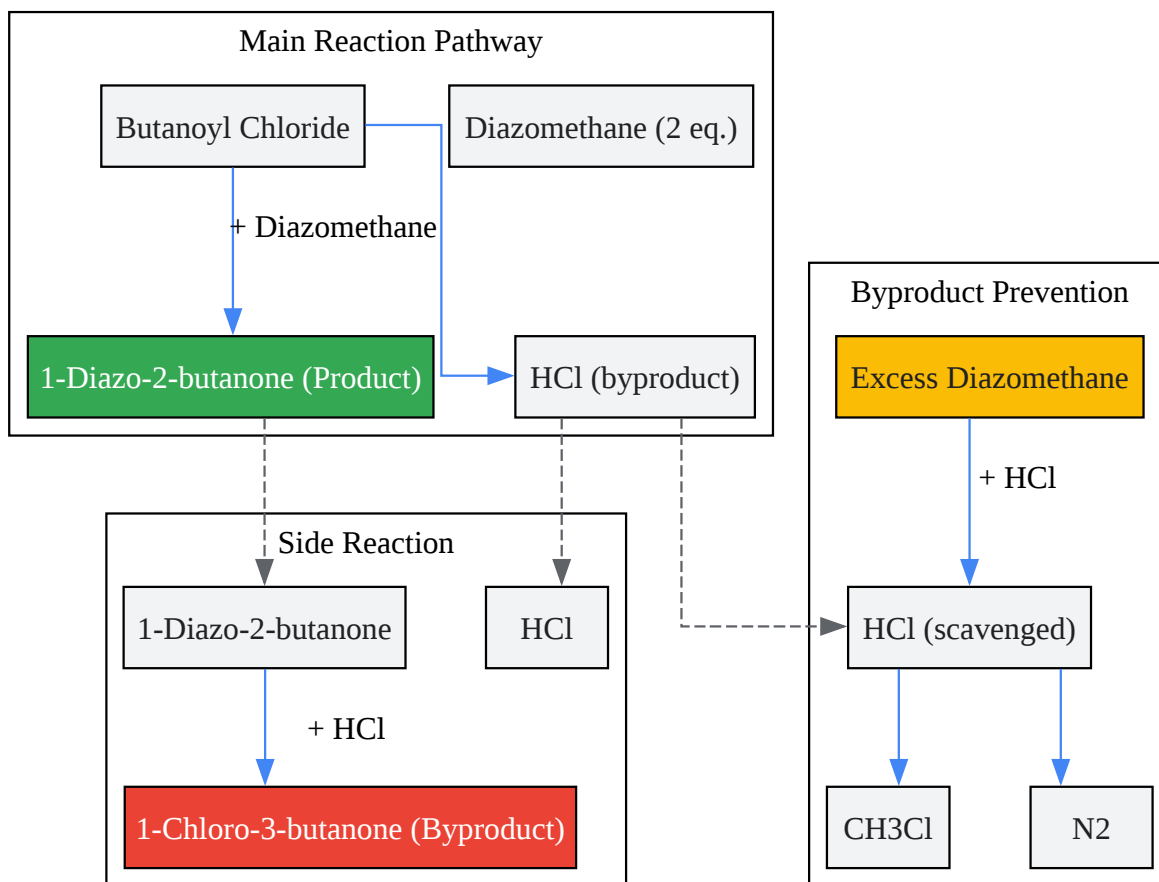 Main Reaction Pathway
Butanoyl Chloride
Diazomethane (2 eq.)
+ Diazomethane
1-Diazo-2-butanone (Product)
HCl (byproduct)
Byproduct Prevention
Excess Diazomethane
+ HCl
HCl (scavenged)
CH3Cl
N2
Side Reaction
1-Diazo-2-butanone
HCl
+ HCl
1-Chloro-3-butanone (Byproduct)